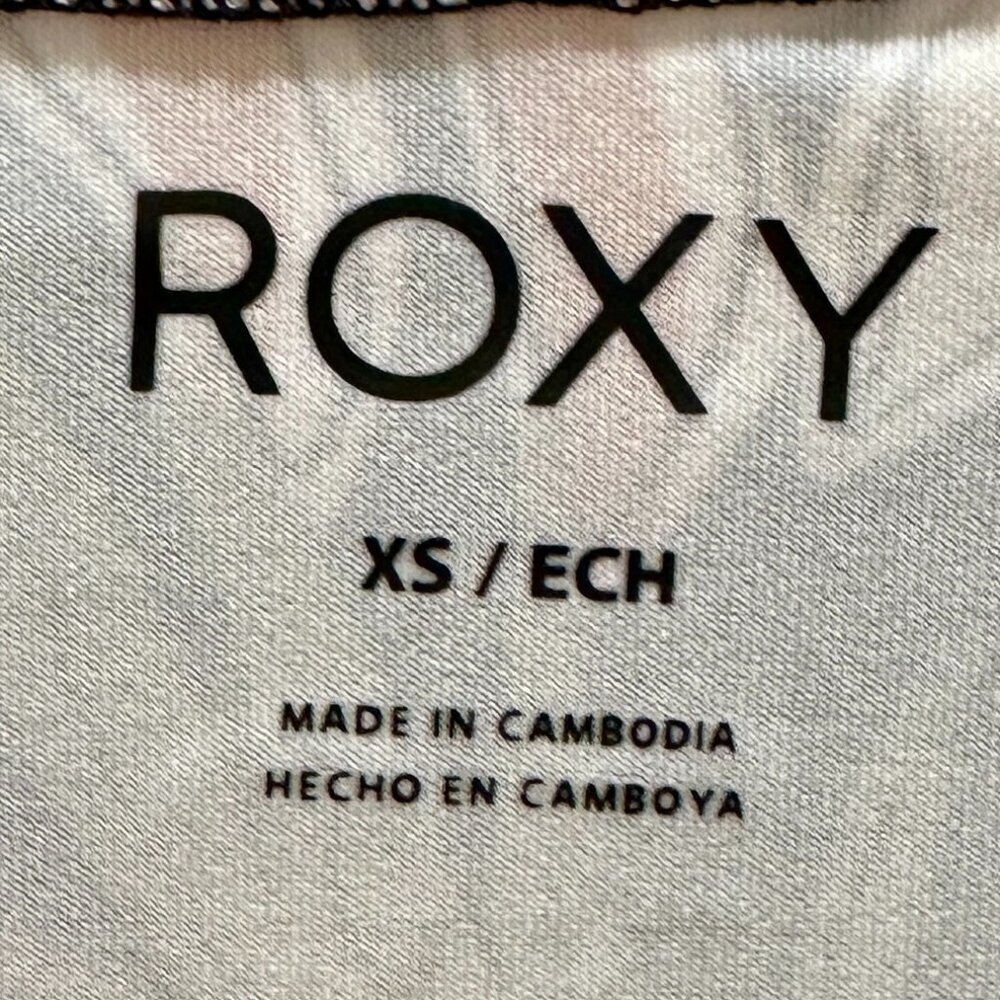 ROXY
XS / ECH
MADE IN CAMBODIA
HECHO EN CAMBOYA